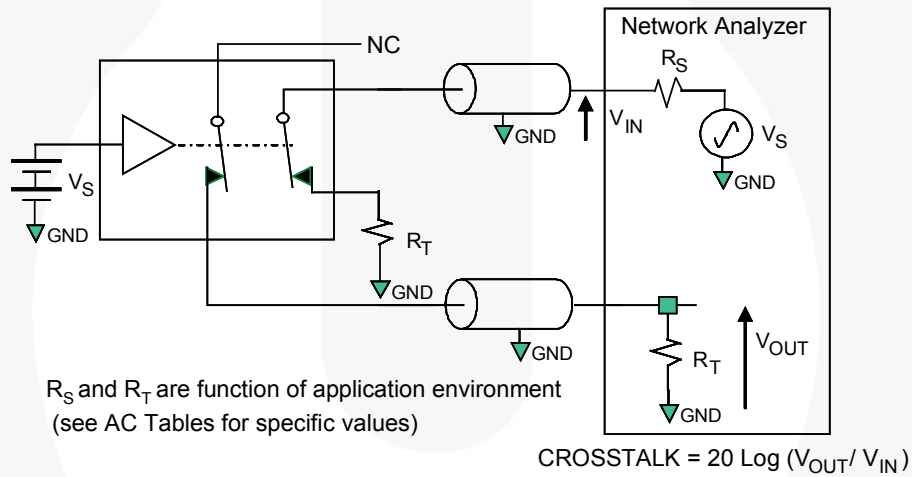 Network Analyzer
NC
R_S
V_IN
GND
V_S
GND
V_S
GND
R_T
GND
GND
R_T
V_OUT
GND
R_S and R_T are function of application environment
(see AC Tables for specific values)
CROSSTALK = 20 Log (V_OUT/ V_IN)